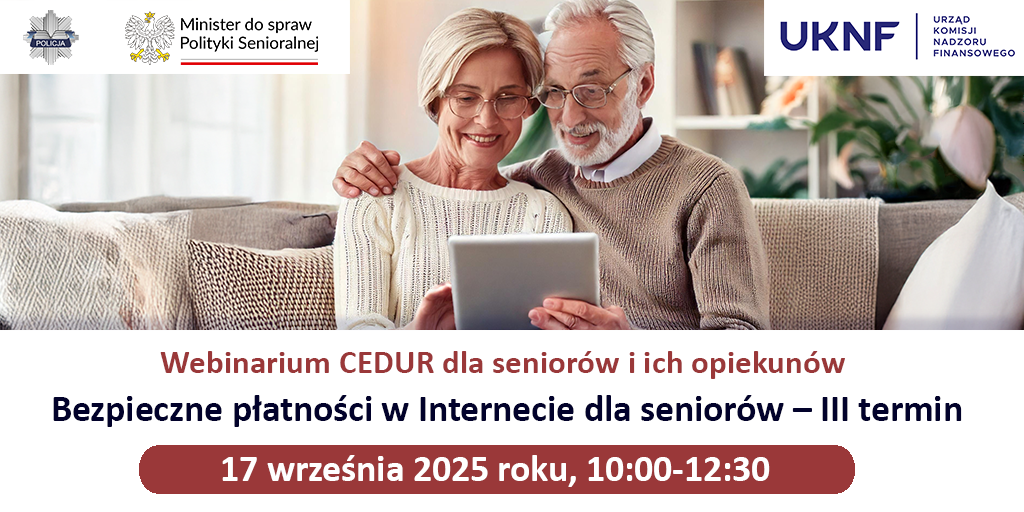 POLICJA
Minister do spraw
Polityki Senioralnej
UKNF
URZĄD
KOMISJI
NADZORU
FINANSOWEGO
Webinarium CEDUR dla seniorów i ich opiekunów
Bezpieczne płatności w Internecie dla seniorów – III termin
17 września 2025 roku, 10:00-12:30